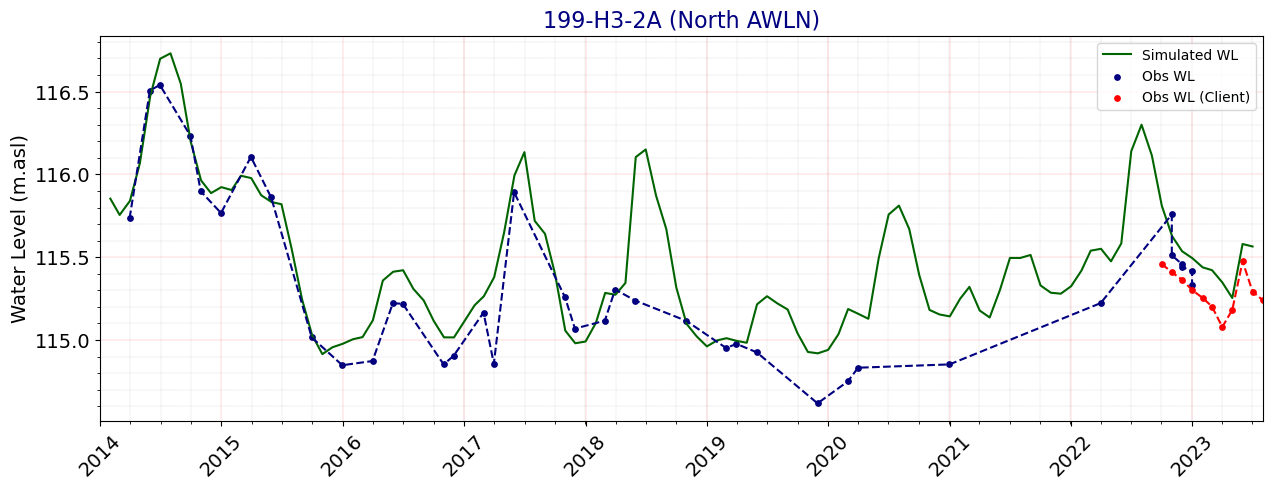 199-H3-2A (North AWLN)
Simulated WL
Obs WL
Obs WL (Client)
Water Level (m.asl)
116.5
116.0
115.5
115.0
2014
2015
2016
2017
2018
2019
2020
2021
2022
2023